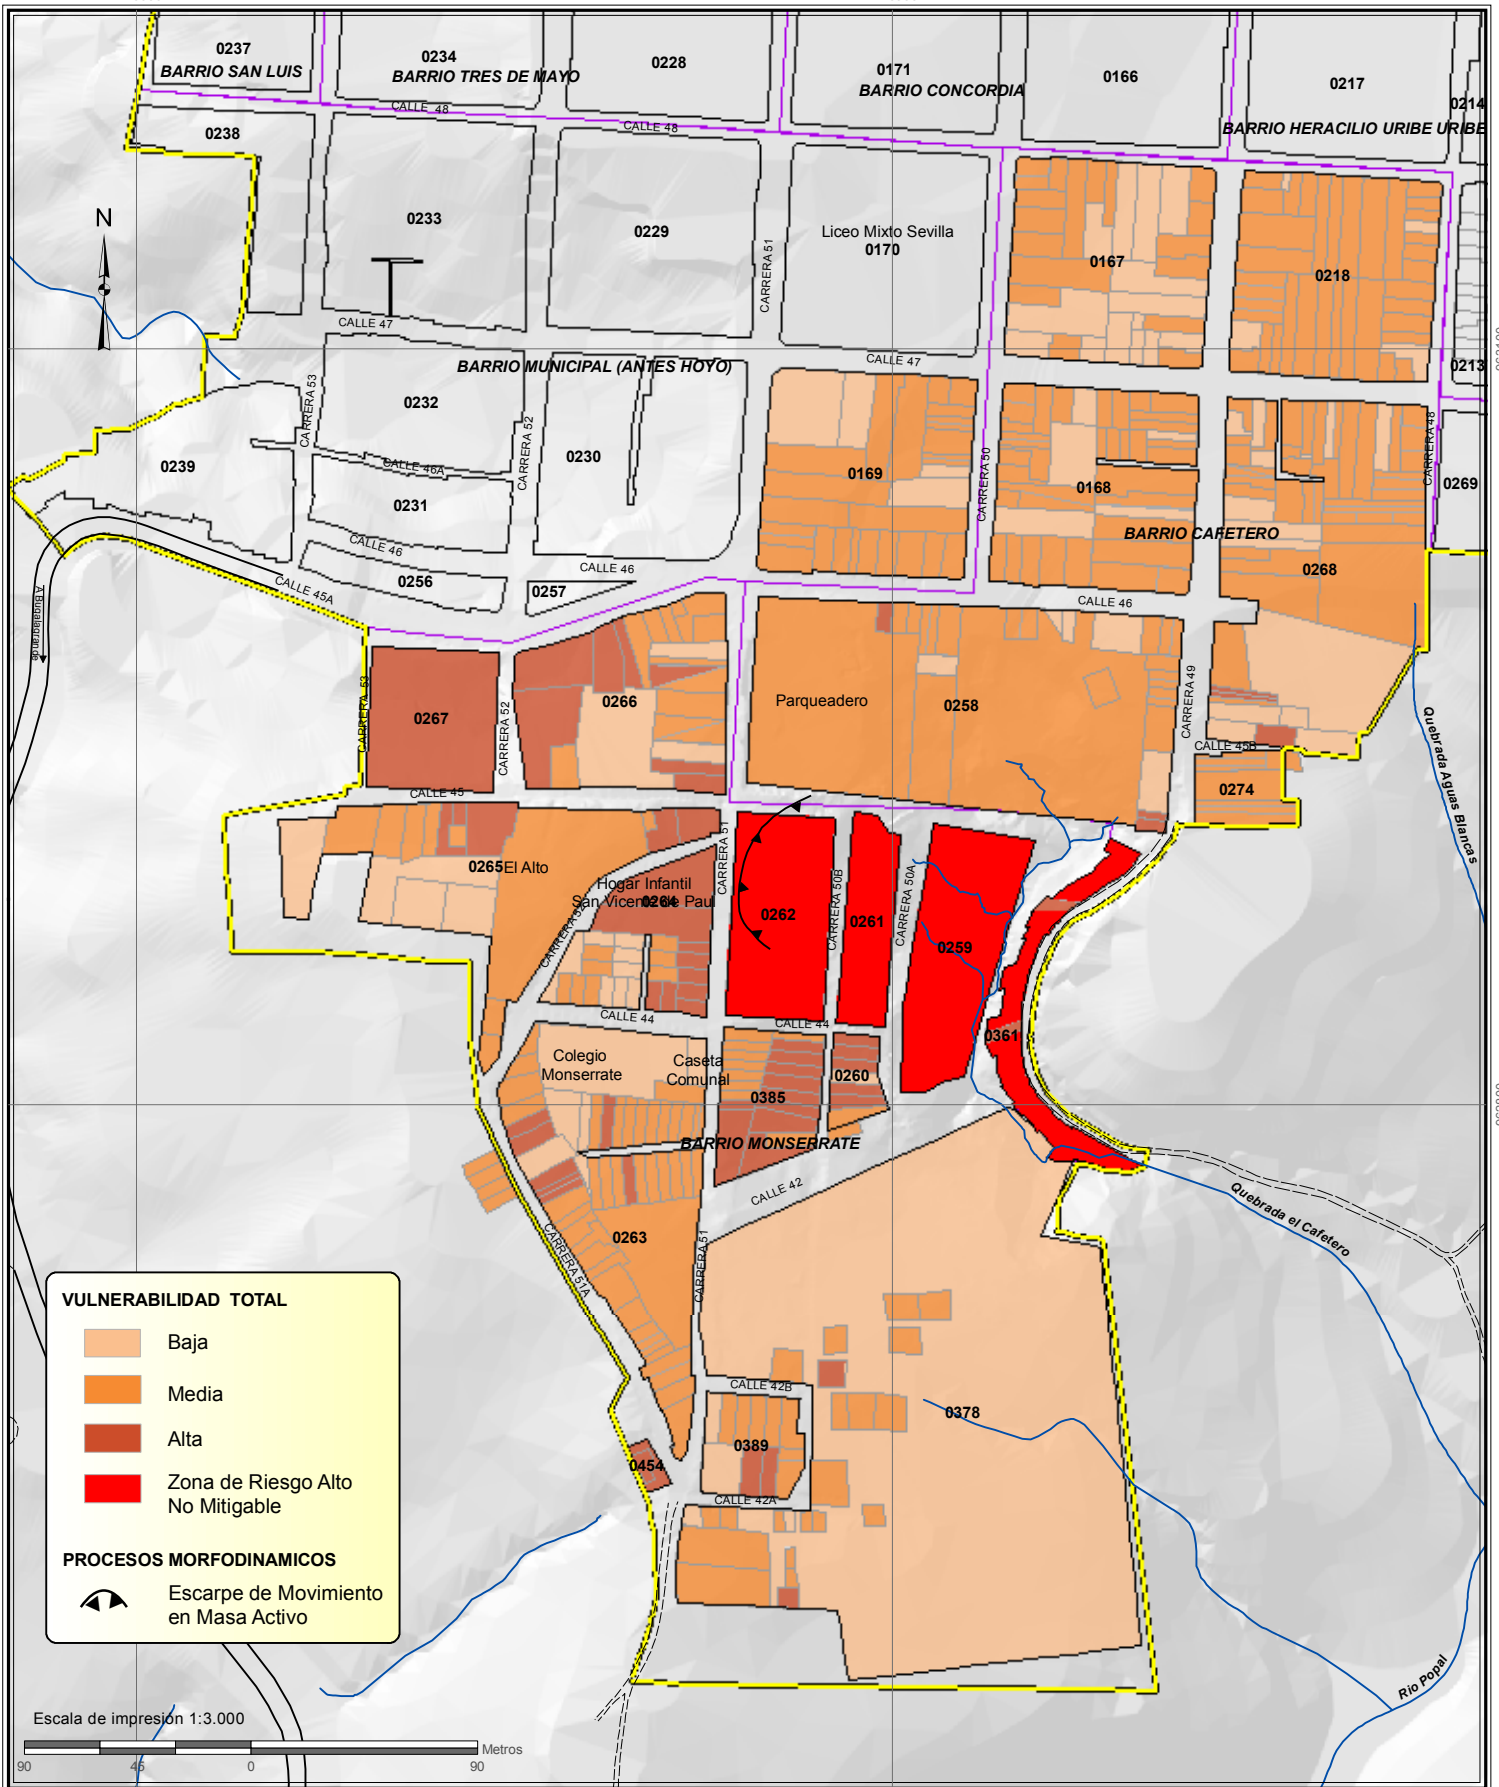 0237
BARRIO SAN LUIS
0234
BARRIO TRES DE MAYO
0228
0171
BARRIO CONCORDIA
0166
0217
0214
BARRIO HERACILIO URIBE URIBE
CALLE 48
CALLE 48
0238
N
0233
0229
CARRERA 51
Liceo Mixto Sevilla
0170
0167
0218
CALLE 47
CALLE 47
BARRIO MUNICIPAL (ANTES HOYO)
0213
CARRERA 53
0232
CARRERA 52
0230
0239
CALLE 46A
0231
0169
CARRERA 50
0168
CARRERA 48
0269
BARRIO CAFETERO
CALLE 46
CALLE 46
0256
0257
0268
CALLE 45A
CALLE 46
A Bugalagrande
CARRERA 53
0267
CARRERA 52
0266
Parqueadero
0258
CARRERA 49
CALLE 45B
Quebrada Aguas Blancas
CALLE 45
0274
0265
El Alto
CARRERA 51
Hogar Infantil
San Vicente de Paul
0264
CARRERA 52
0262
CARRERA 50B
0261
CARRERA 50A
0259
CALLE 44
CALLE 44
0361
Colegio
Monserrate
Caseta
Comunal
0260
0385
BARRIO MONSERRATE
CALLE 42
Quebrada el Cafetero
0263
CARRERA 51A
CARRERA 51
VULNERABILIDAD TOTAL
Baja
Media
Alta
Zona de Riesgo Alto
No Mitigable
PROCESOS MORFODINAMICOS
Escarpe de Movimiento
en Masa Activo
CALLE 42B
0378
0389
0454
CALLE 42A
Rio Popal
Escala de impresión 1:3.000
Metros
90 45 0 90